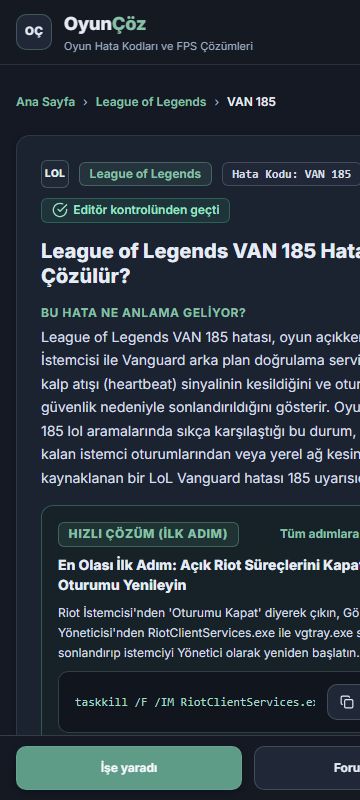 OÇ
OyunÇöz
Oyun Hata Kodları ve FPS Çözümleri
Ana Sayfa › League of Legends › VAN 185
LOL League of Legends Hata Kodu: VAN 185
Editör kontrolünden geçti
League of Legends VAN 185 Hata
Çözülür?
BU HATA NE ANLAMA GELİYOR?
League of Legends VAN 185 hatası, oyun açıkken
İstemcisi ile Vanguard arka plan doğrulama servi
kalp atışı (heartbeat) sinyalinin kesildiğini ve otur
güvenlik nedeniyle sonlandırıldığını gösterir. Oyu
185 lol aramalarında sıkça karşılaştığı bu durum,
kalan istemci oturumlarından veya yerel ağ kesin
kaynaklanan bir LoL Vanguard hatası 185 uyarısı
HIZLI ÇÖZÜM (İLK ADIM) Tüm adımlara
En Olası İlk Adım: Açık Riot Süreçlerini Kapa
Oturumu Yenileyin
Riot İstemcisi'nden 'Oturumu Kapat' diyerek çıkın, Gö
Yöneticisi'nden RiotClientServices.exe ile vgtray.exe s
sonlandırıp istemciyi Yönetici olarak yeniden başlatın.
taskkill /F /IM RiotClientServices.ex
İşe yaradı Foru